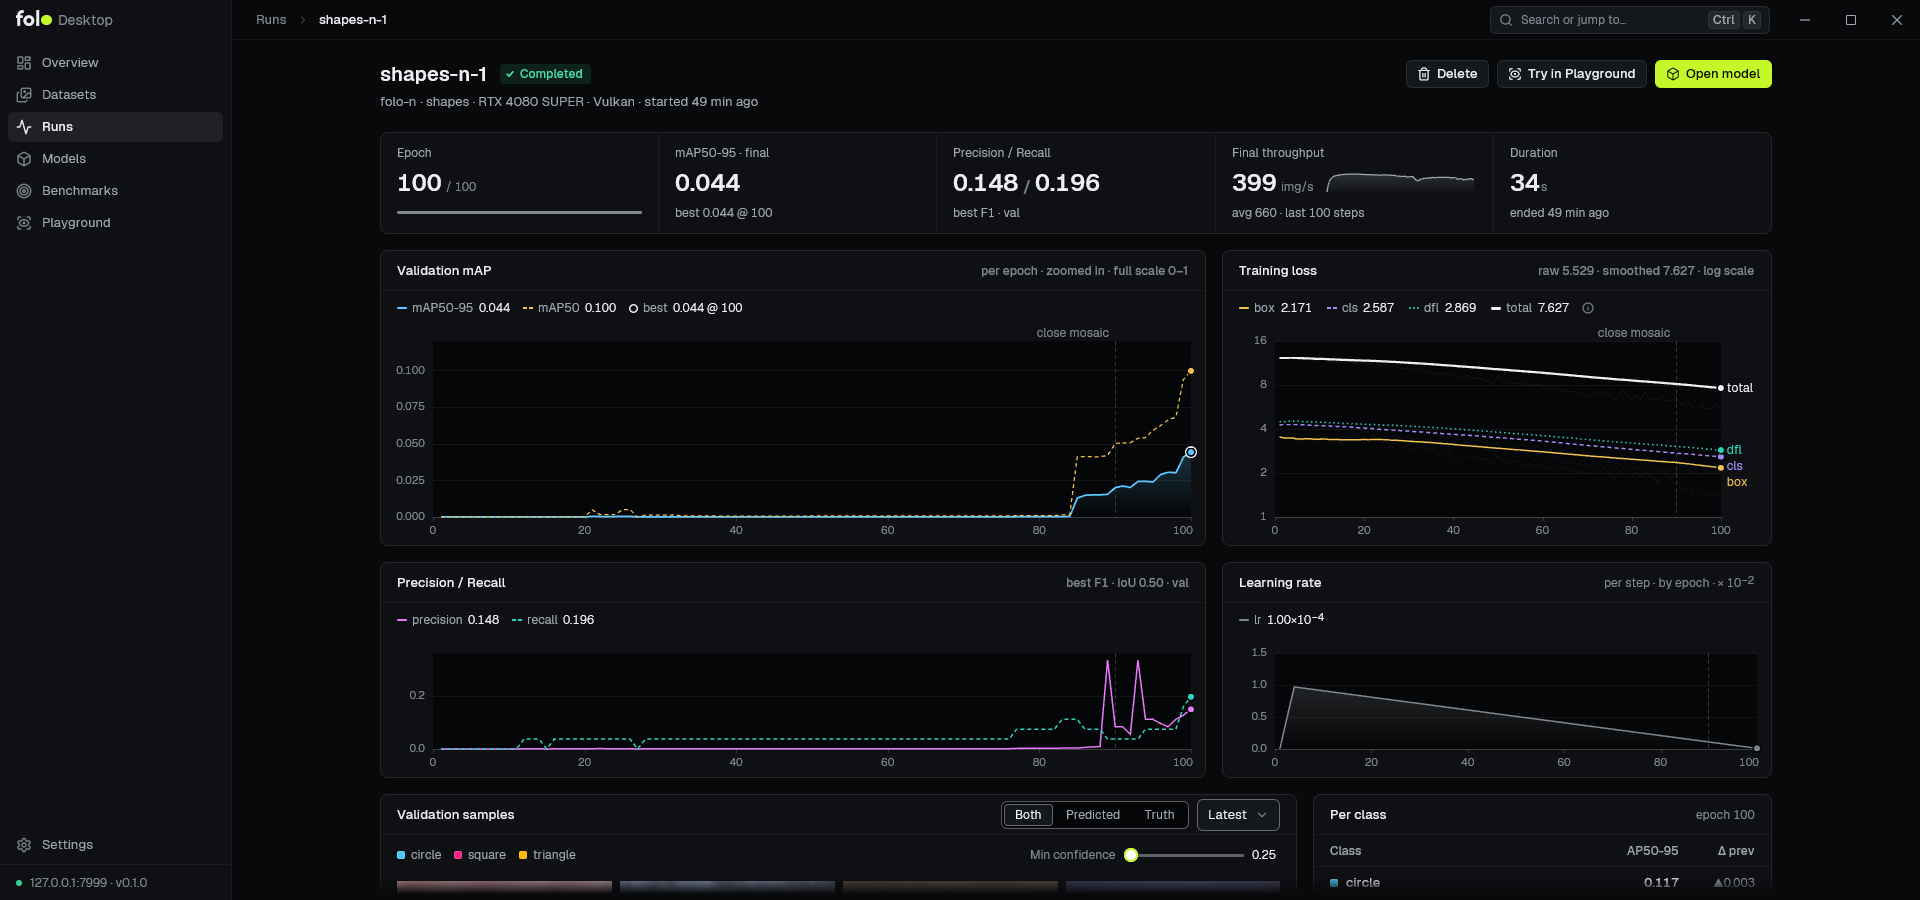 folo Desktop
Runs > shapes-n-1
Search or jump to... Ctrl K
Overview
Datasets
Runs
Models
Benchmarks
Playground
Settings
127.0.0.1:7999 · v0.1.0
shapes-n-1 Completed
folo-n · shapes · RTX 4080 SUPER · Vulkan · started 49 min ago
Delete Try in Playground Open model
Epoch
100 / 100
mAP50-95 · final
0.044
best 0.044 @ 100
Precision / Recall
0.148 / 0.196
best F1 · val
Final throughput
399 img/s
avg 660 · last 100 steps
Duration
34s
ended 49 min ago
Validation mAP per epoch · zoomed in · full scale 0–1
mAP50-95 0.044 mAP50 0.100 best 0.044 @ 100
close mosaic
0.100
0.075
0.050
0.025
0.000
0 20 40 60 80 100
Training loss raw 5.529 · smoothed 7.627 · log scale
box 2.171 cls 2.587 dfl 2.869 total 7.627
close mosaic
16
8
4
2
1
total
dfl
cls
box
0 20 40 60 80 100
Precision / Recall best F1 · IoU 0.50 · val
precision 0.148 recall 0.196
0.2
0.0
0 20 40 60 80 100
Learning rate per step · by epoch · × 10⁻²
lr 1.00×10⁻⁴
1.5
1.0
0.5
0.0
0 20 40 60 80 100
Validation samples Both Predicted Truth Latest
circle square triangle Min confidence 0.25
Per class epoch 100
Class AP50-95 Δ prev
circle 0.117 ▲0.003